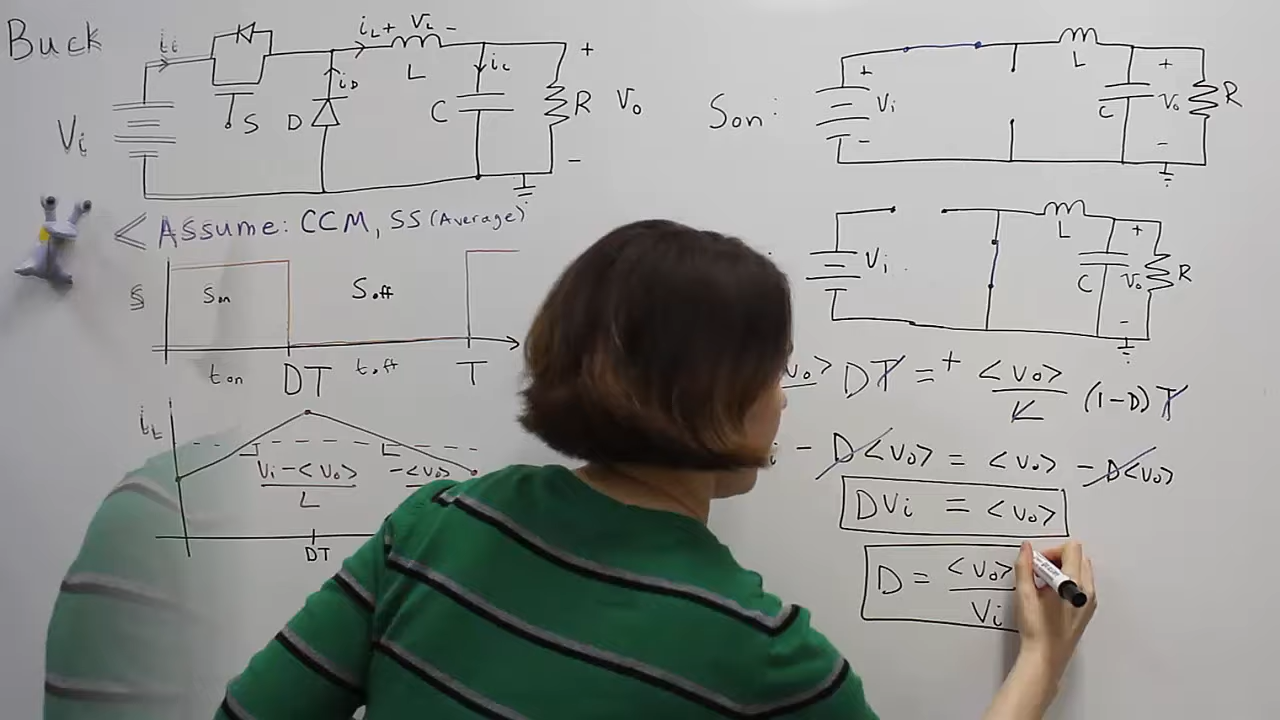 Buck
ii
iL + VL -
L
ic
+
Vi
S
D
iD
C
R Vo
-
< Assume: CCM, SS (Average)
S
Son
Soff
ton
DT
toff
T
iL
Vi - <Vo>
L
- <Vo>
DT
Son:
+
Vi
-
L
C
+
Vo
-
R
Vi
L
C
+
Vo
-
R
Vo> DT = + <Vo> (1-D) T
L
i - D<Vo> = <Vo> - D<Vo>
DVi = <Vo>
D = <Vo>
Vi